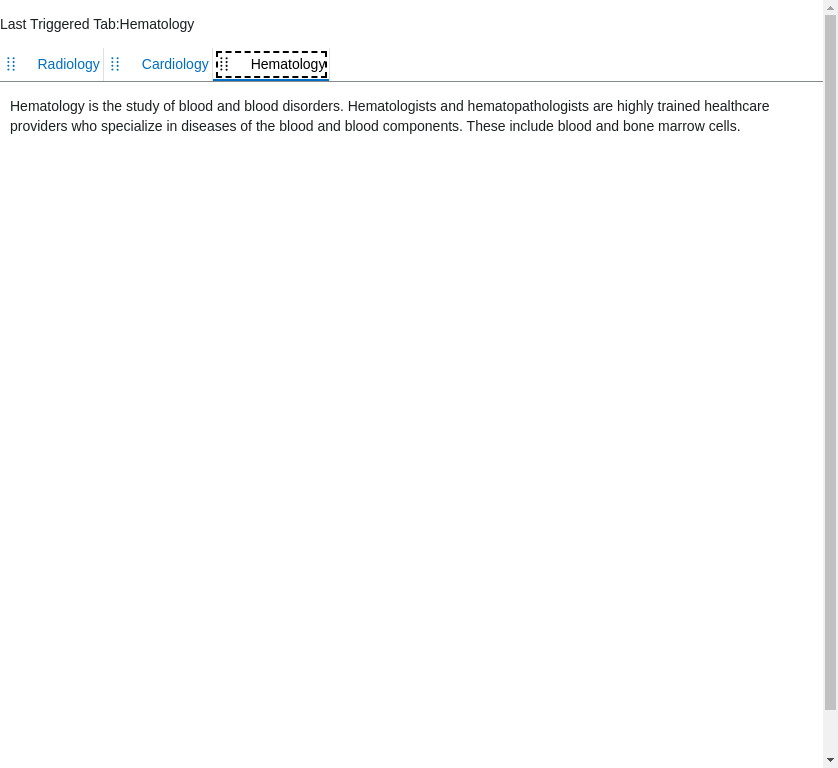 Last Triggered Tab:Hematology
Radiology Cardiology Hematology
Hematology is the study of blood and blood disorders. Hematologists and hematopathologists are highly trained healthcare
providers who specialize in diseases of the blood and blood components. These include blood and bone marrow cells.